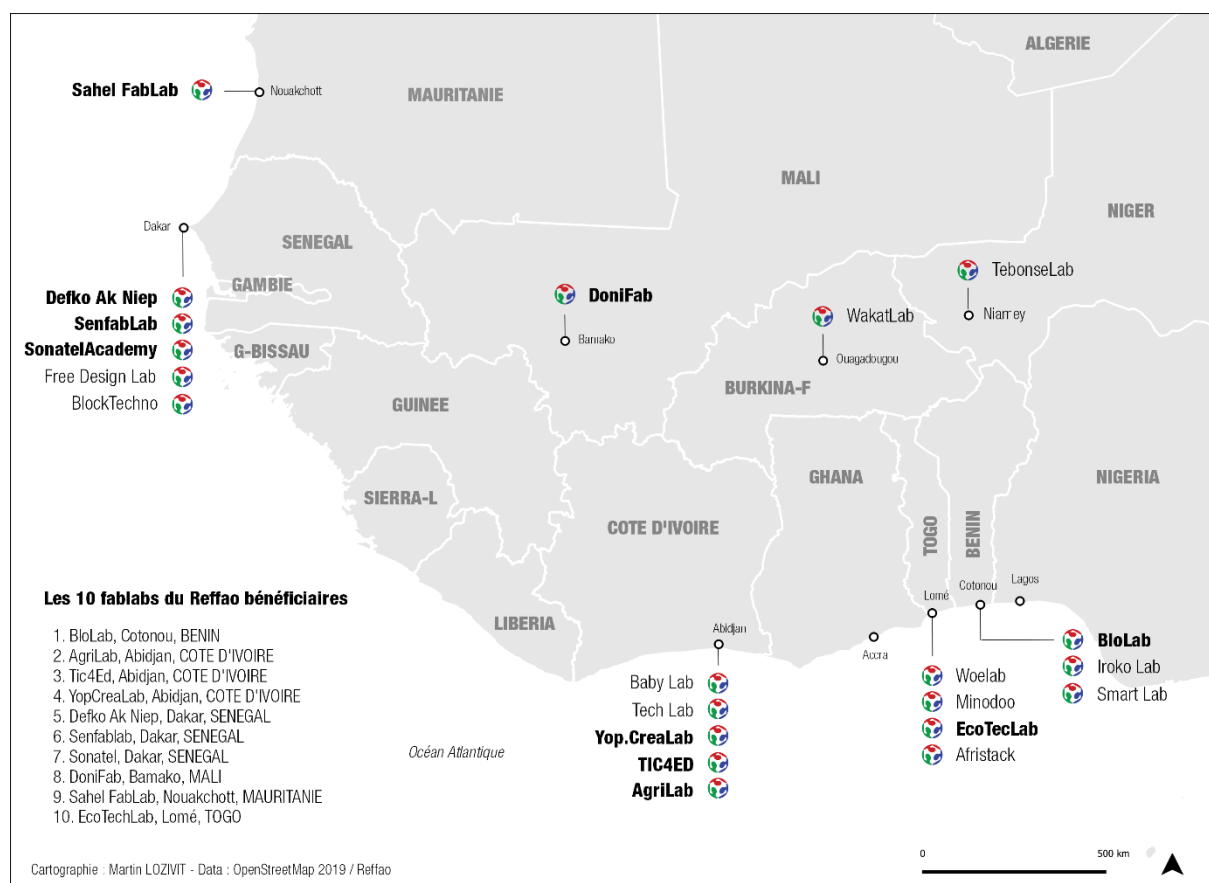 ALGERIE
Sahel FabLab
Nouakchott
MAURITANIE
MALI
NIGER
Dakar
SENEGAL
GAMBIE
Defko Ak Niep
SenfabLab
SonatelAcademy
Free Design Lab
BlockTechno
G-BISSAU
DoniFab
Bamako
TebonseLab
Niamey
WakatLab
Ouagadougou
BURKINA-F
GUINEE
SIERRA-L
LIBERIA
COTE D'IVOIRE
GHANA
TOGO
BENIN
NIGERIA
Lomé
Cotonou
Lagos
Abidjan
Accra
Baby Lab
Tech Lab
Yop.CreaLab
TIC4ED
AgriLab
Woelab
Minodoo
EcoTecLab
Afristack
BloLab
Iroko Lab
Smart Lab
Océan Atlantique
Les 10 fablabs du Reffao bénéficiaires
1. BloLab, Cotonou, BENIN
2. AgriLab, Abidjan, COTE D'IVOIRE
3. Tic4Ed, Abidjan, COTE D'IVOIRE
4. YopCreaLab, Abidjan, COTE D'IVOIRE
5. Defko Ak Niep, Dakar, SENEGAL
6. Senfablab, Dakar, SENEGAL
7. Sonatel, Dakar, SENEGAL
8. DoniFab, Bamako, MALI
9. Sahel FabLab, Nouakchott, MAURITANIE
10. EcoTechLab, Lomé, TOGO
Cartographie : Martin LOZIVIT - Data : OpenStreetMap 2019 / Reffao
0
500 km